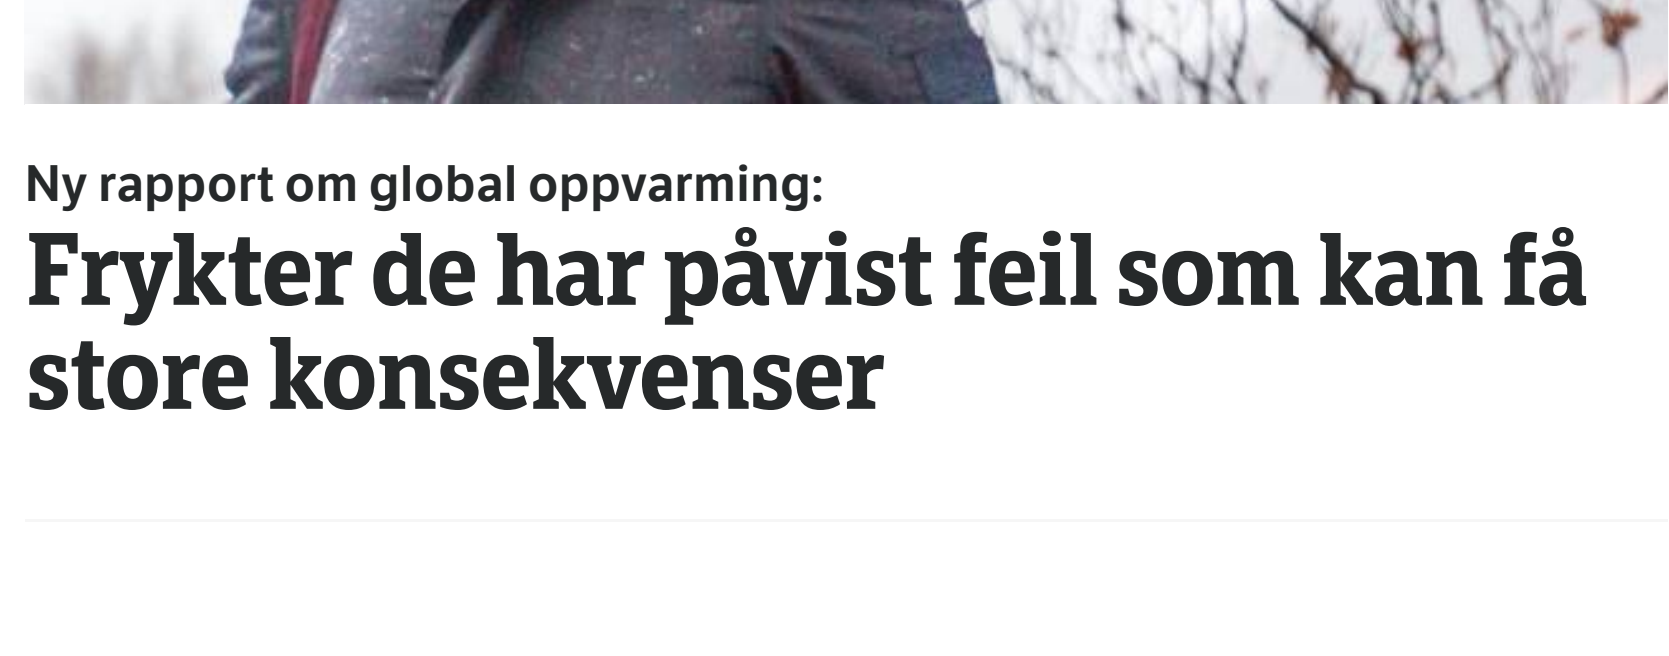 Ny rapport om global oppvarming:
Frykter de har påvist feil som kan få
store konsekvenser